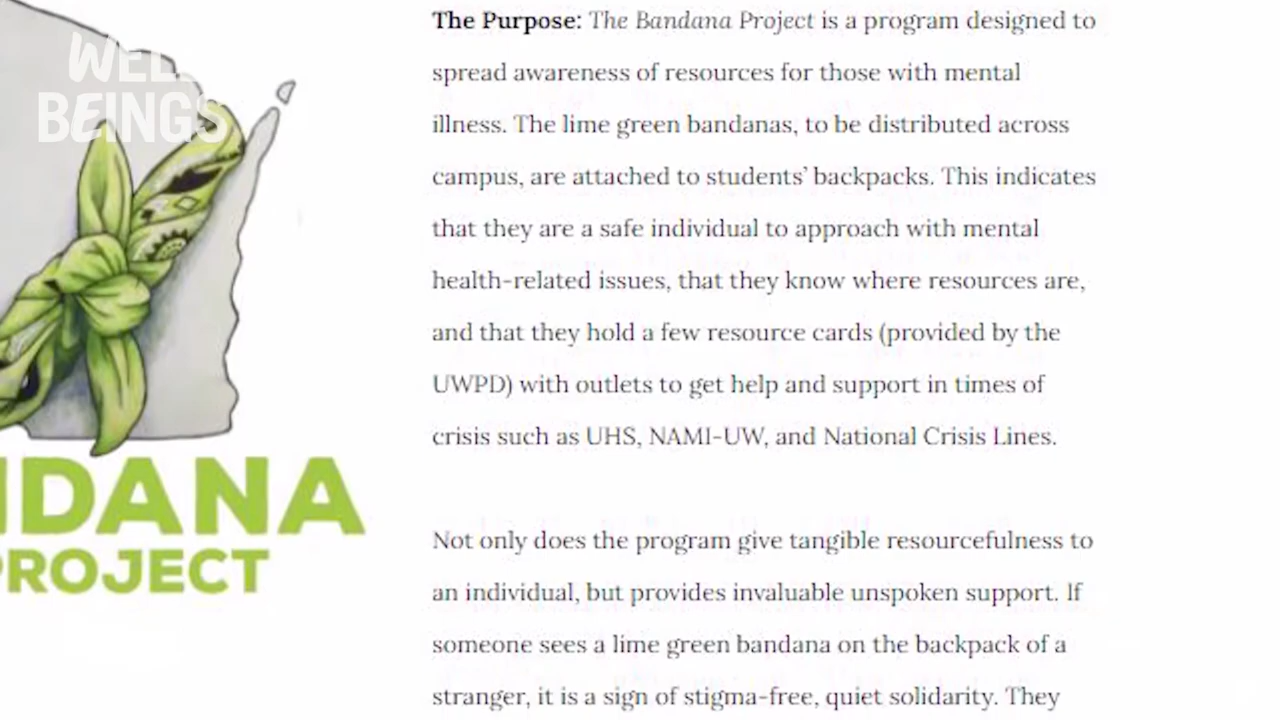 WELL
BEINGS
The Purpose: The Bandana Project is a program designed to
spread awareness of resources for those with mental
illness. The lime green bandanas, to be distributed across
campus, are attached to students’ backpacks. This indicates
that they are a safe individual to approach with mental
health-related issues, that they know where resources are,
and that they hold a few resource cards (provided by the
UWPD) with outlets to get help and support in times of
crisis such as UHS, NAMI-UW, and National Crisis Lines.
Not only does the program give tangible resourcefulness to
an individual, but provides invaluable unspoken support. If
someone sees a lime green bandana on the backpack of a
stranger, it is a sign of stigma-free, quiet solidarity. They
NDANA
PROJECT